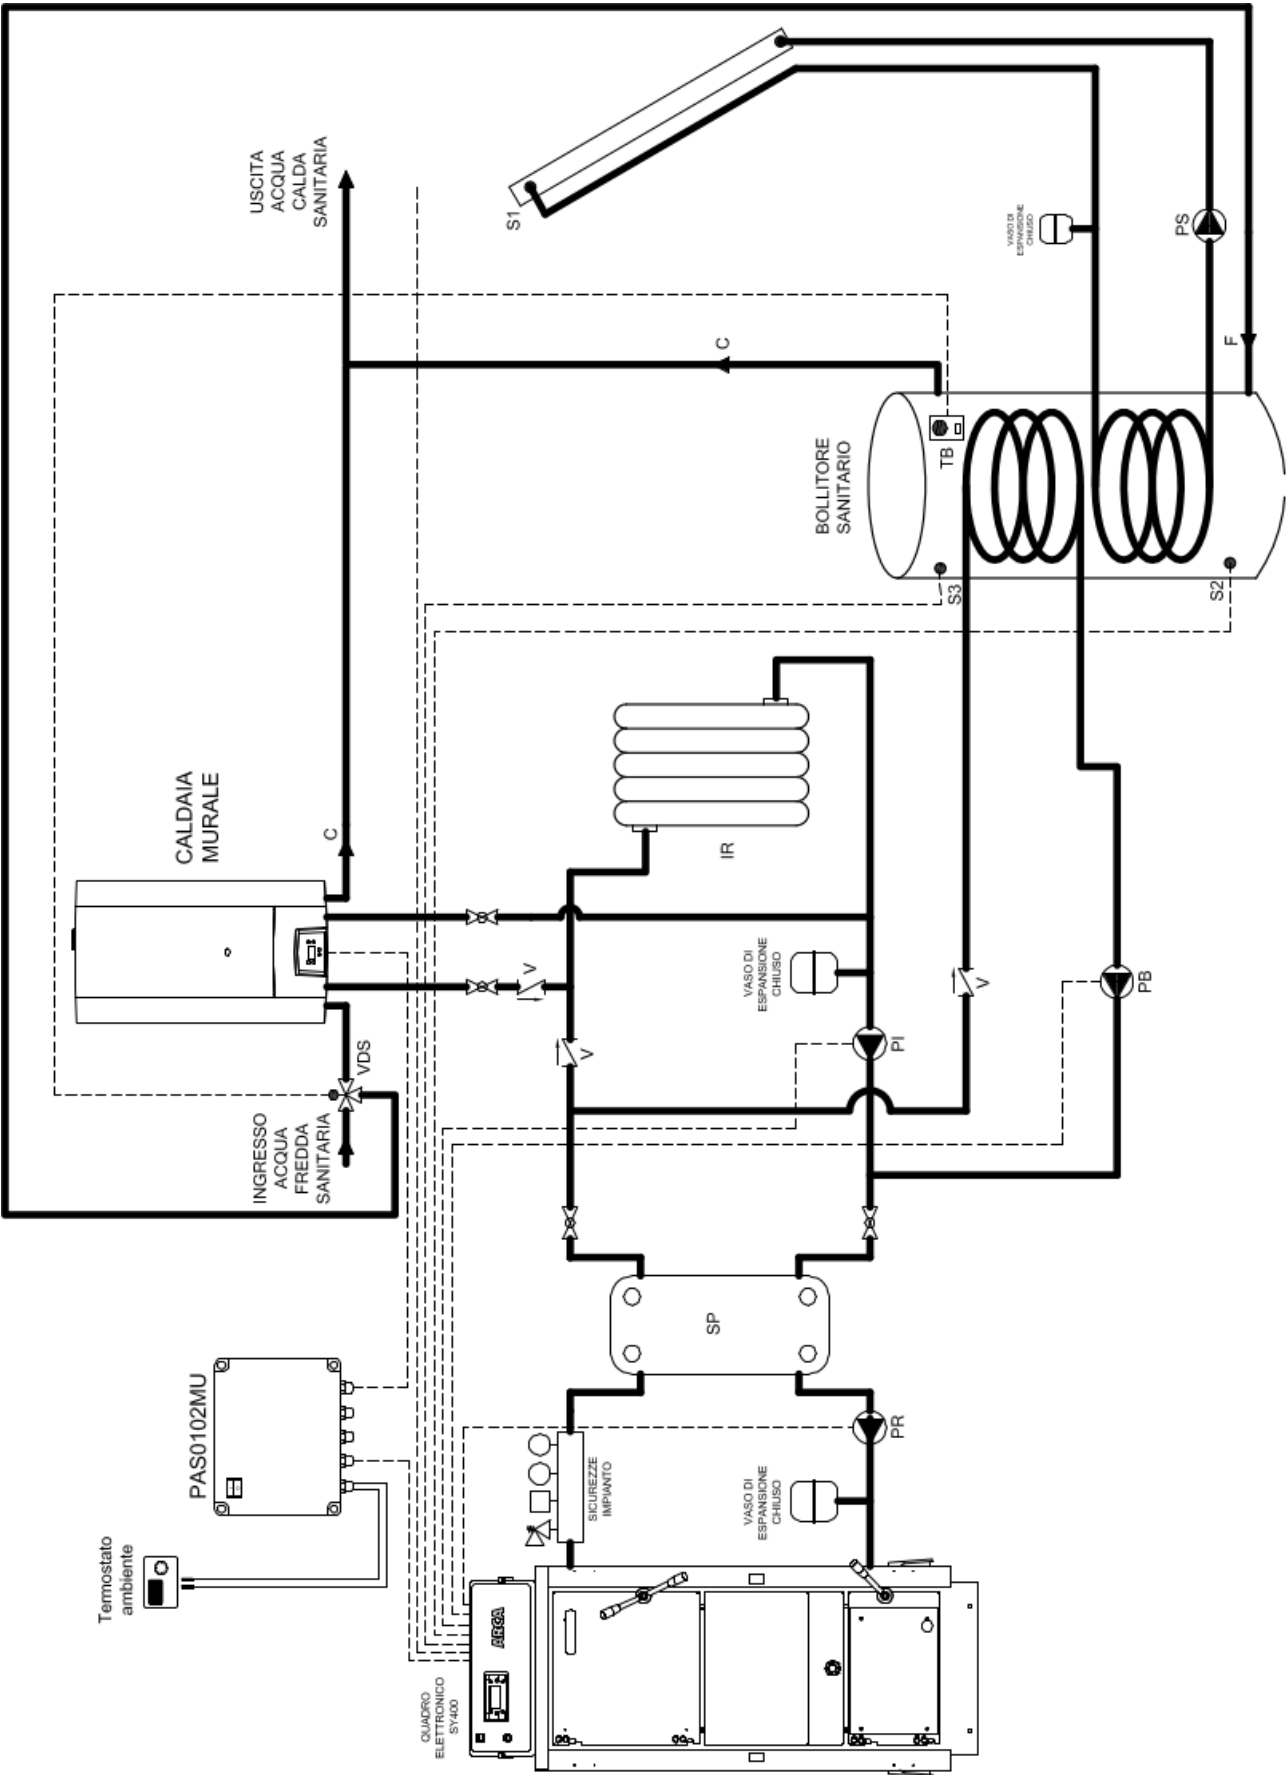 Termostato
ambiente
PAS0102MU
CALDAIA
MURALE
INGRESSO
ACQUA
FREDDA
SANITARIA
VDS
C
USCITA
ACQUA
CALDA
SANITARIA
QUADRO
ELETTRONICO
SY400
ARCA
SICUREZZE
IMPIANTO
VASO DI
ESPANSIONE
CHIUSO
PR
SP
V
V
VASO DI
ESPANSIONE
CHIUSO
PI
IR
V
PB
BOLLITORE
SANITARIO
TB
S3
S2
C
F
S1
VASO DI
ESPANSIONE
CHIUSO
PS